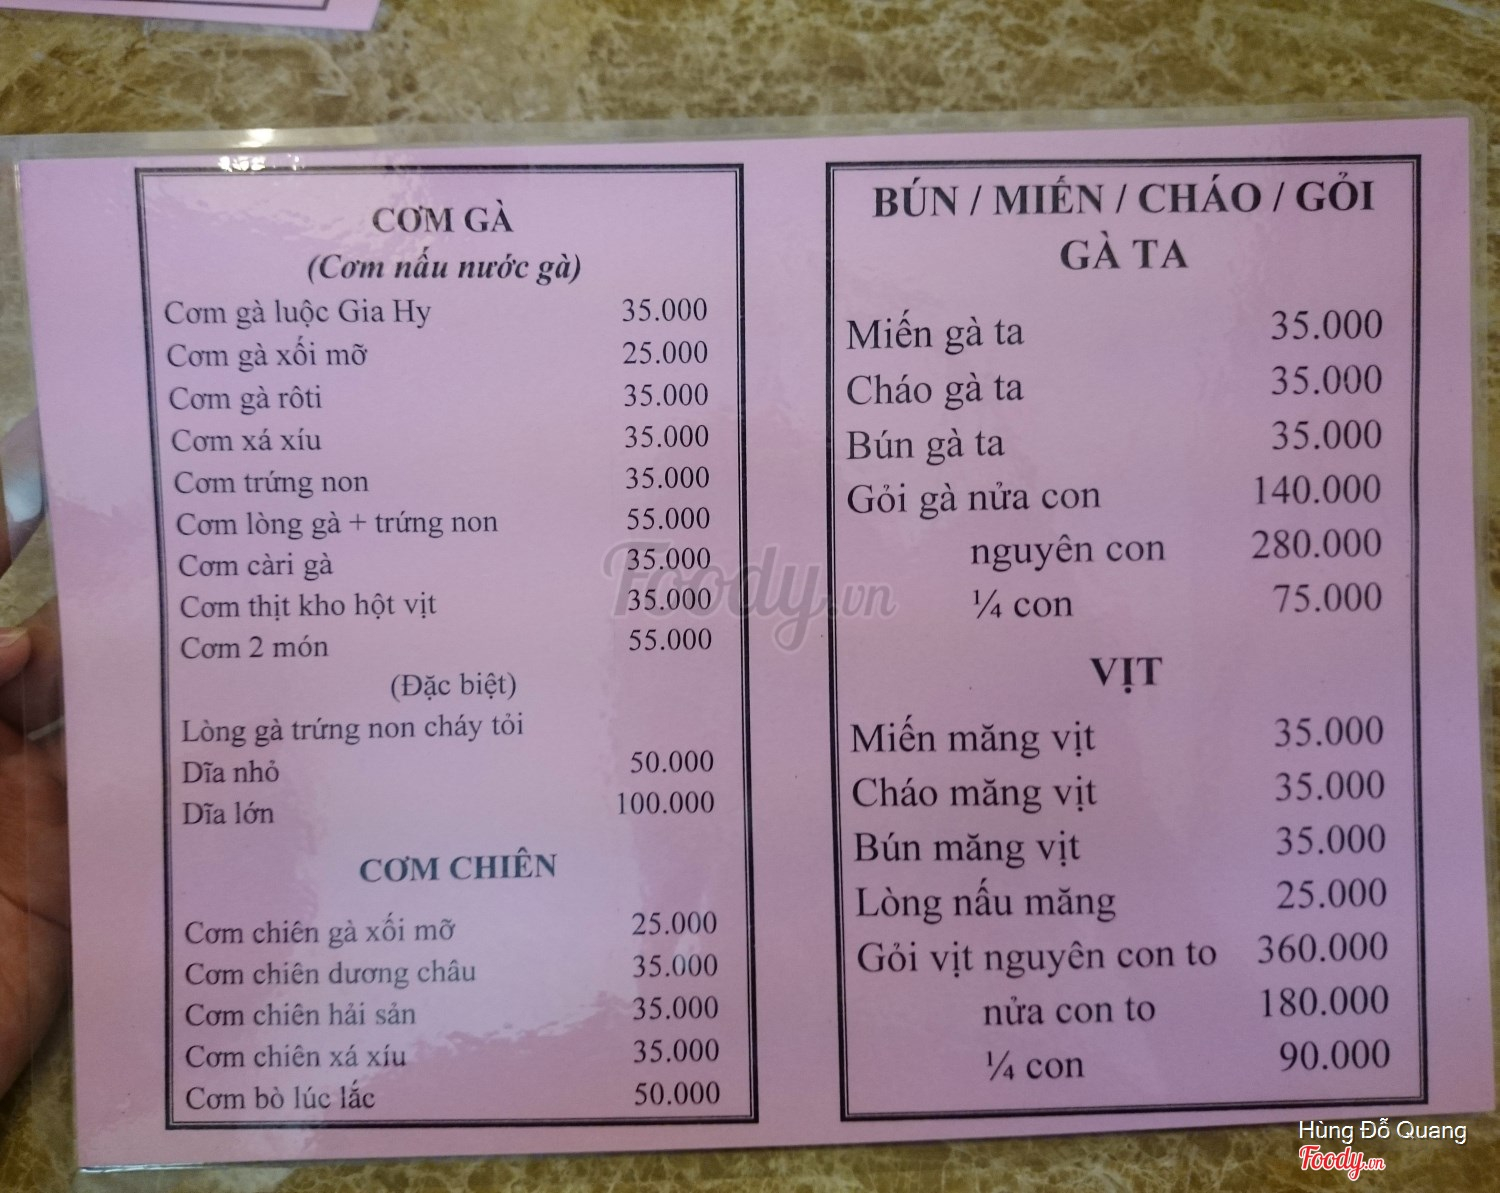 CƠM GÀ
(Cơm nấu nước gà)
Cơm gà luộc Gia Hy 35.000
Cơm gà xối mỡ 25.000
Cơm gà rôti 35.000
Cơm xá xíu 35.000
Cơm trứng non 35.000
Cơm lòng gà + trứng non 55.000
Cơm càri gà 35.000
Cơm thịt kho hột vịt 35.000
Cơm 2 món 55.000
(Đặc biệt)
Lòng gà trứng non cháy tỏi
Dĩa nhỏ 50.000
Dĩa lớn 100.000
CƠM CHIÊN
Cơm chiên gà xối mỡ 25.000
Cơm chiên dương châu 35.000
Cơm chiên hải sản 35.000
Cơm chiên xá xíu 35.000
Cơm bò lúc lắc 50.000
BÚN / MIẾN / CHÁO / GỎI
GÀ TA
Miến gà ta 35.000
Cháo gà ta 35.000
Bún gà ta 35.000
Gỏi gà nửa con 140.000
nguyên con 280.000
¼ con 75.000
VỊT
Miến măng vịt 35.000
Cháo măng vịt 35.000
Bún măng vịt 35.000
Lòng nấu măng 25.000
Gỏi vịt nguyên con to 360.000
nửa con to 180.000
¼ con 90.000
Foody.vn
Hùng Đỗ Quang
Foody.vn